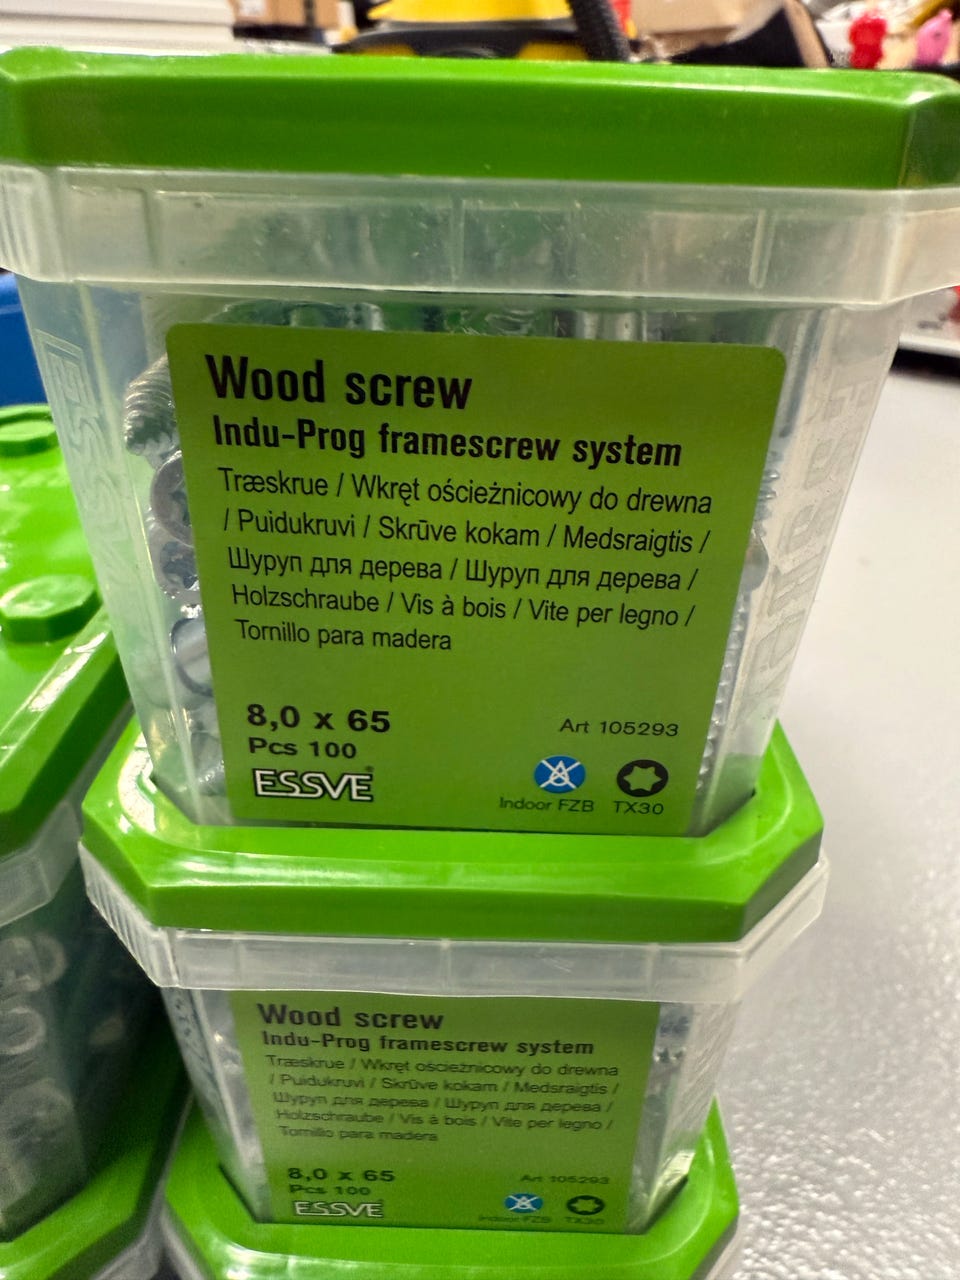 Wood screw
Indu-Prog framescrew system
Træskrue / Wkręt ościeżnicowy do drewna
/ Puidukruvi / Skrūve kokam / Medsraigtis /
Шуруп для дерева / Шуруп для дерева /
Holzschraube / Vis à bois / Vite per legno /
Tornillo para madera
8,0 x 65
Pcs 100
Art 105293
ESSVE
Indoor FZB
TX30
Wood screw
Indu-Prog framescrew system
Træskrue / Wkręt ościeżnicowy do drewna
/ Puidukruvi / Skrūve kokam / Medsraigtis /
Шуруп для дерева / Шуруп для дерева /
Holzschraube / Vis à bois / Vite per legno /
Tornillo para madera
8,0 x 65
Pcs 100
Art 105293
ESSVE
Indoor FZB
TX30
ESSVE